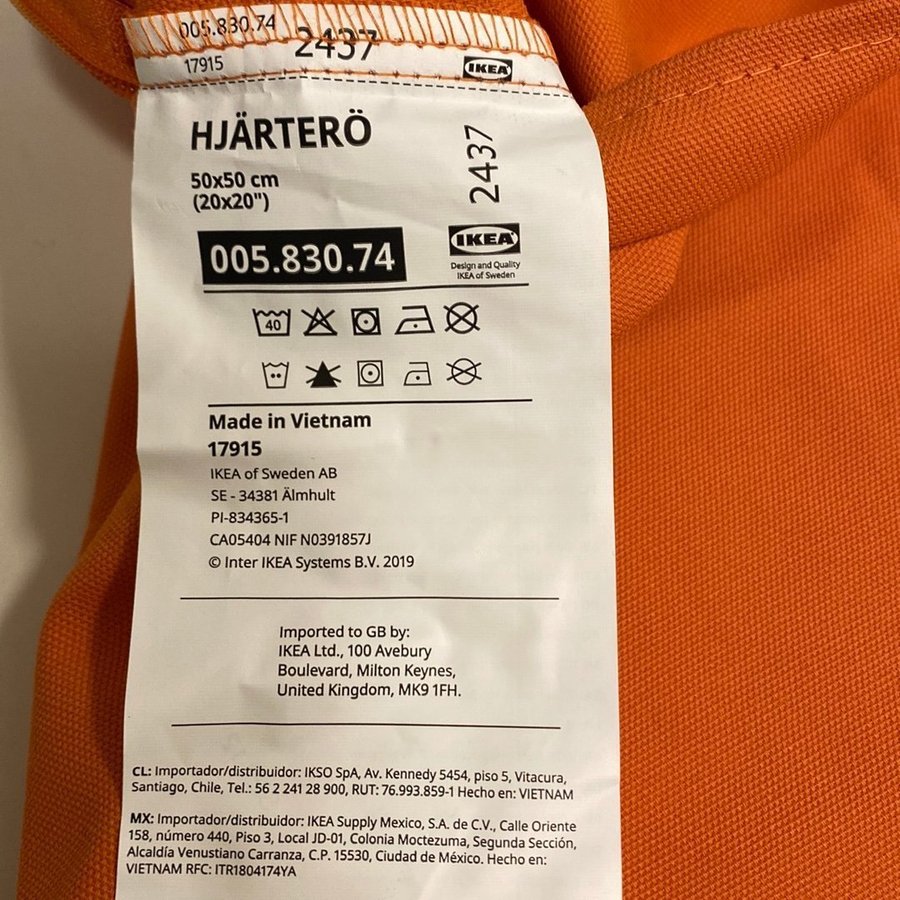 005.830.74
2437
17915
IKEA
HJÄRTERÖ
2437
50x50 cm
(20x20")
005.830.74
IKEA
Design and Quality
IKEA of Sweden
40
Made in Vietnam
17915
IKEA of Sweden AB
SE - 34381 Älmhult
PI-834365-1
CA05404 NIF N0391857J
© Inter IKEA Systems B.V. 2019
Imported to GB by:
IKEA Ltd., 100 Avebury
Boulevard, Milton Keynes,
United Kingdom, MK9 1FH.
CL: Importador/distribuidor: IKSO SpA, Av. Kennedy 5454, piso 5, Vitacura,
Santiago, Chile, Tel.: 56 2 241 28 900, RUT: 76.993.859-1 Hecho en: VIETNAM
MX: Importador/distribuidor: IKEA Supply Mexico, S.A. de C.V., Calle Oriente
158, número 440, Piso 3, Local JD-01, Colonia Moctezuma, Segunda Sección,
Alcaldía Venustiano Carranza, C.P. 15530, Ciudad de México. Hecho en:
VIETNAM RFC: ITR1804174YA